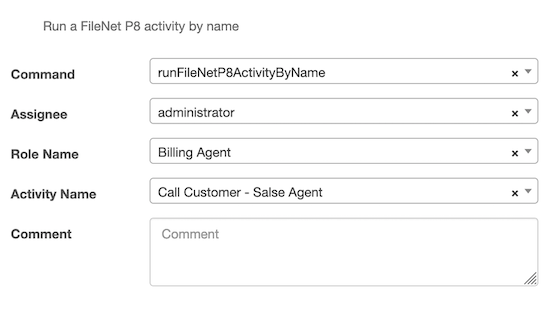 Run a FileNet P8 activity by name
Command runFileNetP8ActivityByName × 
Assignee administrator ×
Role Name Billing Agent ×
Activity Name Call Customer - Salse Agent ×
Comment Comment